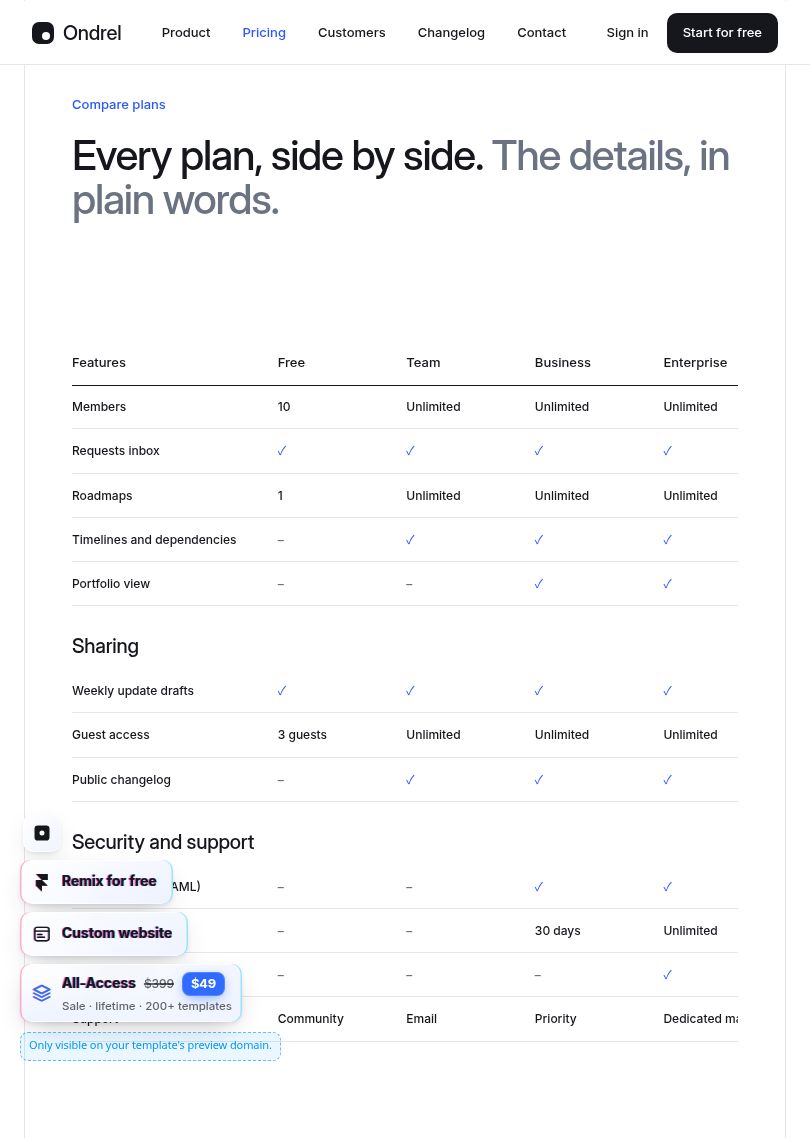 Ondrel Product Pricing Customers Changelog Contact Sign in Start for free
Compare plans
Every plan, side by side. The details, in
plain words.
Features Free Team Business Enterprise
Members 10 Unlimited Unlimited Unlimited
Requests inbox ✓ ✓ ✓ ✓
Roadmaps 1 Unlimited Unlimited Unlimited
Timelines and dependencies – ✓ ✓ ✓
Portfolio view – – ✓ ✓
Sharing
Weekly update drafts ✓ ✓ ✓ ✓
Guest access 3 guests Unlimited Unlimited Unlimited
Public changelog – ✓ ✓ ✓
Security and support
Remix for free AML) – – ✓ ✓
Custom website – – 30 days Unlimited
All-Access $399 $49 – – – ✓
Sale · lifetime · 200+ templates
Support Community Email Priority Dedicated ma
Only visible on your template's preview domain.